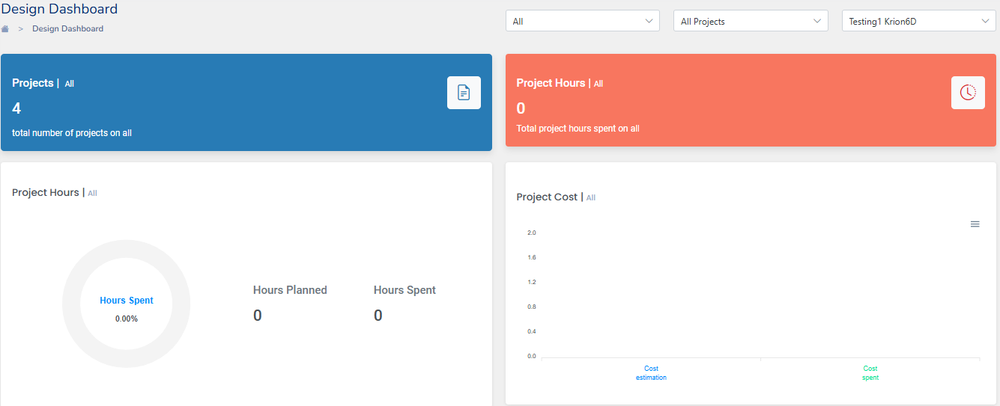 Design Dashboard
> Design Dashboard
All
All Projects
Testing1 Krion6D
Projects | All
4
total number of projects on all
Project Hours | All
0
Total project hours spent on all
Project Hours | All
Hours Spent
0.00%
Hours Planned
0
Hours Spent
0
Project Cost | All
2.0
1.6
1.2
0.8
0.4
0.0
Cost
estimation
Cost
spent